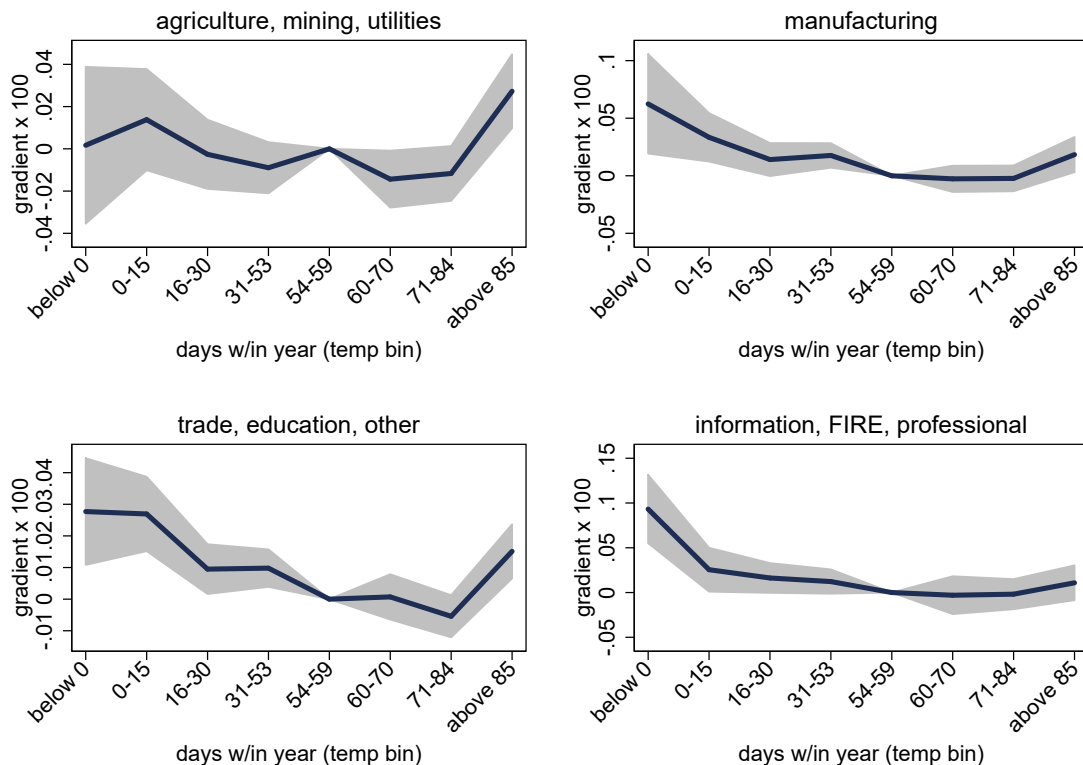 agriculture, mining, utilities
gradient x 100
-.04 -.02 0 .02 .04
below 0 0-15 16-30 31-53 54-59 60-70 71-84 above 85
days w/in year (temp bin)
manufacturing
gradient x 100
-.05 0 .05 .1
below 0 0-15 16-30 31-53 54-59 60-70 71-84 above 85
days w/in year (temp bin)
trade, education, other
gradient x 100
-.01 0 .01 .02 .03 .04
below 0 0-15 16-30 31-53 54-59 60-70 71-84 above 85
days w/in year (temp bin)
information, FIRE, professional
gradient x 100
-.05 0 .05 .1 .15
below 0 0-15 16-30 31-53 54-59 60-70 71-84 above 85
days w/in year (temp bin)